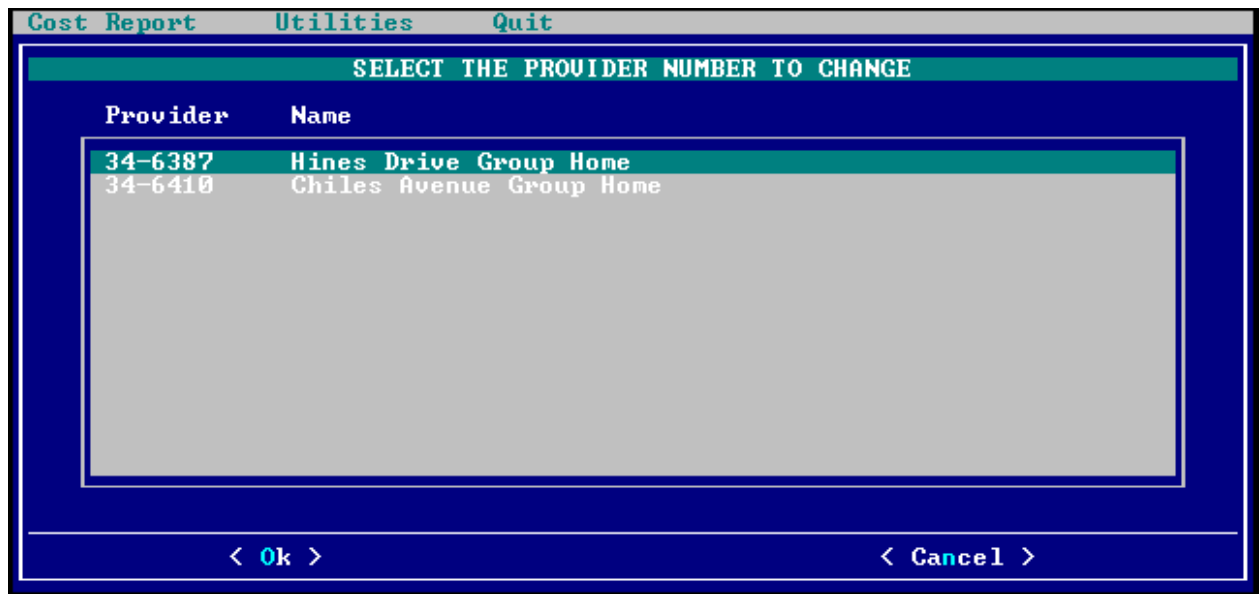 Cost Report Utilities Quit
SELECT THE PROVIDER NUMBER TO CHANGE
Provider Name
34-6387 Hines Drive Group Home
34-6410 Chiles Avenue Group Home
< Ok > < Cancel >